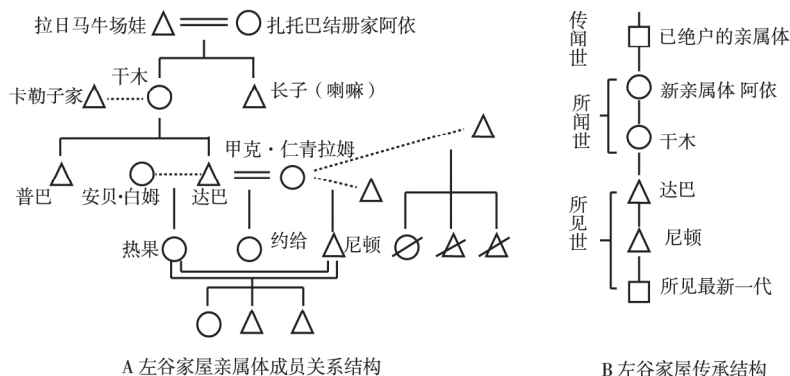 拉日马牛场娃
扎托巴结册家阿依
干木
卡勒子家
长子（喇嘛）
甲克·仁青拉姆
普巴
安贝·白姆
达巴
热果
约给
尼顿
A 左谷家屋亲属体成员关系结构
传闻世
已绝户的亲属体
所闻世
新亲属体 阿依
干木
所见世
达巴
尼顿
所见最新一代
B 左谷家屋传承结构